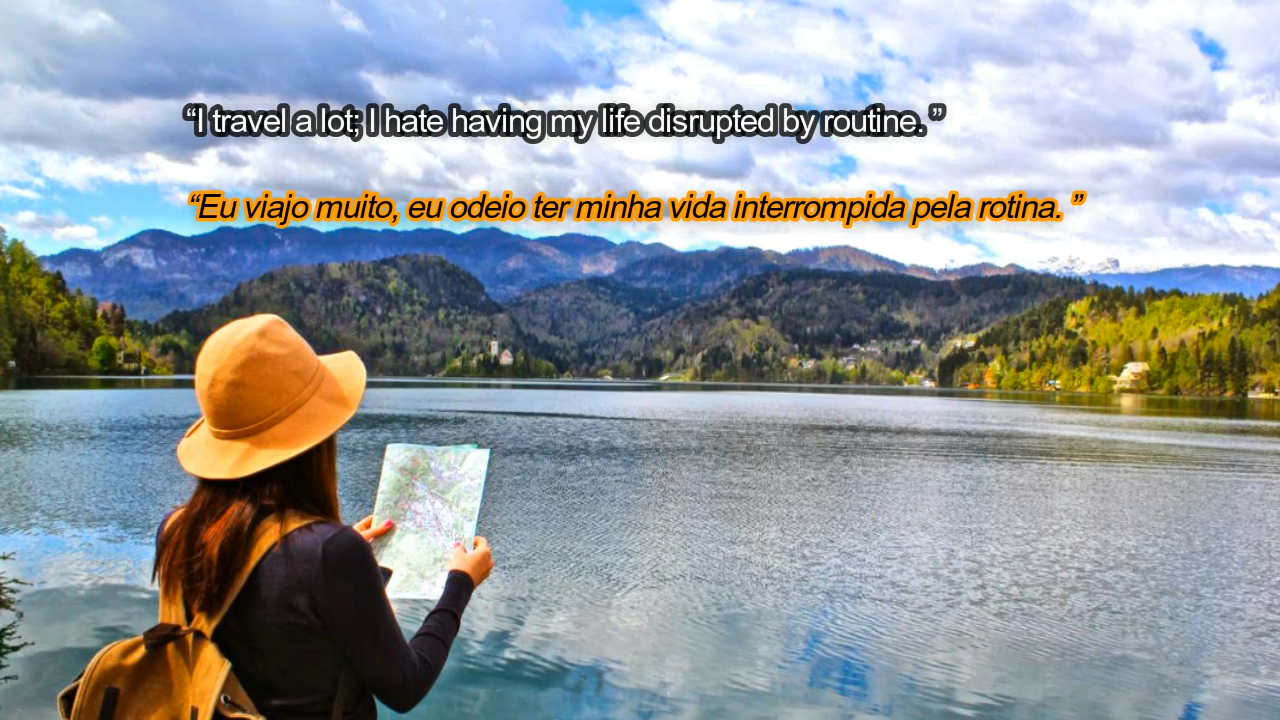 “I travel a lot; I hate having my life disrupted by routine. ”
“Eu viajo muito, eu odeio ter minha vida interrompida pela rotina. ”